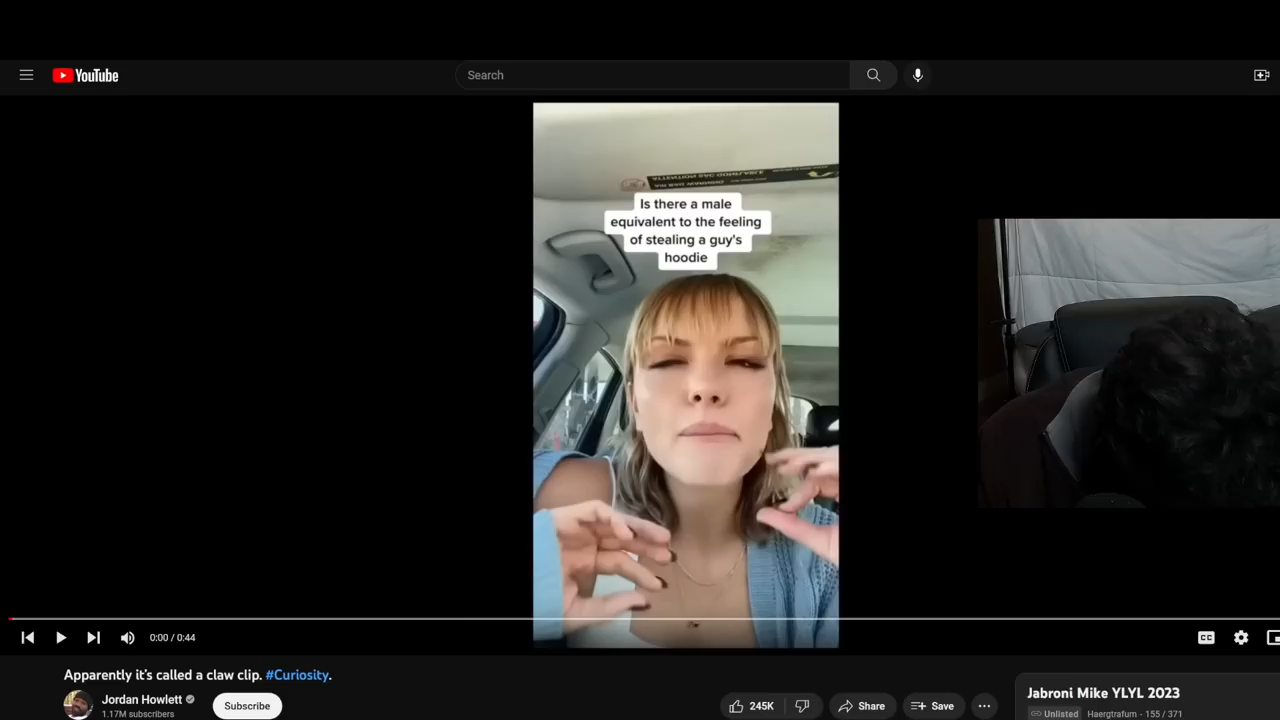 YouTube
Search
Is there a male
equivalent to the feeling
of stealing a guy's
hoodie
0:00 / 0:44
CC
Apparently it's called a claw clip. #Curiosity.
Jordan Howlett
1.17M subscribers
Subscribe
245K
Share
Save
Jabroni Mike YLYL 2023
Unlisted
Haergtrafum - 155 / 371